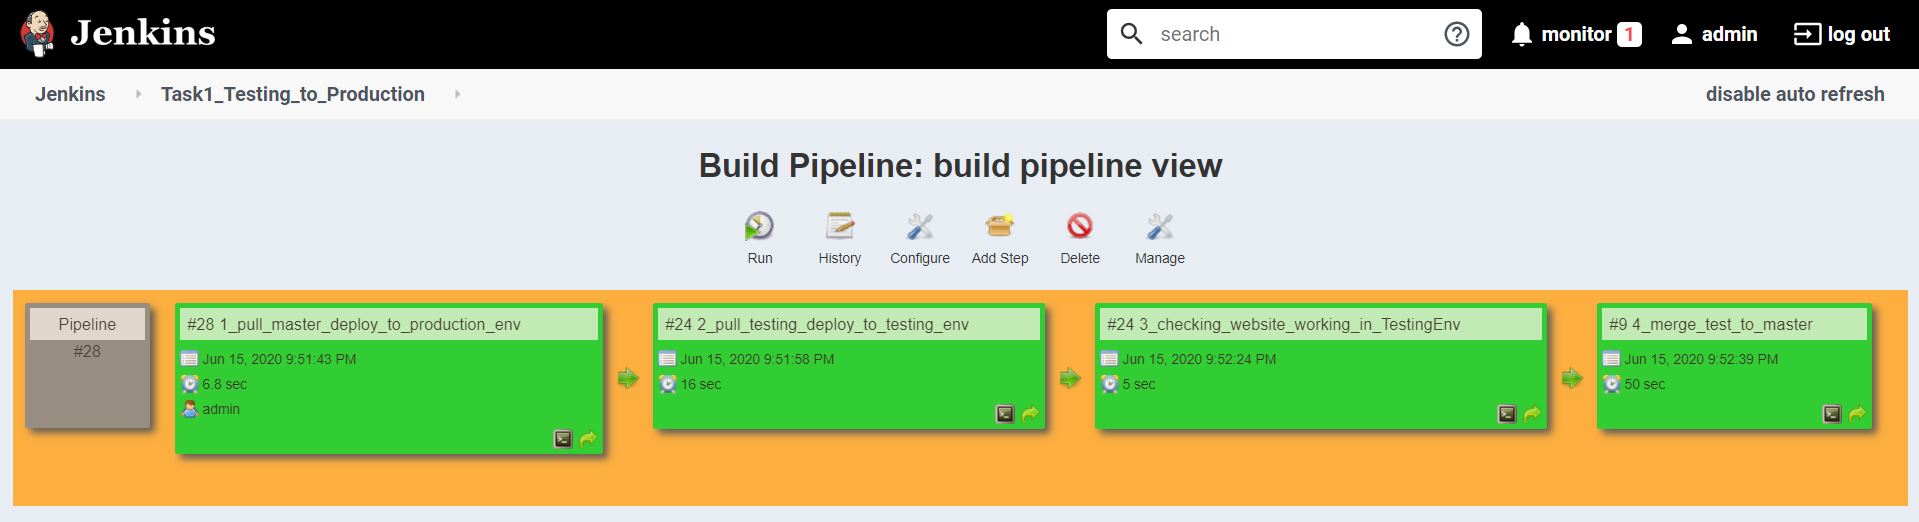 Jenkins
search
monitor 1
admin
log out
Jenkins
Task1_Testing_to_Production
disable auto refresh
Build Pipeline: build pipeline view
Run
History
Configure
Add Step
Delete
Manage
Pipeline
#28
#28 1_pull_master_deploy_to_production_env
Jun 15, 2020 9:51:43 PM
6.8 sec
admin
#24 2_pull_testing_deploy_to_testing_env
Jun 15, 2020 9:51:58 PM
16 sec
#24 3_checking_website_working_in_TestingEnv
Jun 15, 2020 9:52:24 PM
5 sec
#9 4_merge_test_to_master
Jun 15, 2020 9:52:39 PM
50 sec